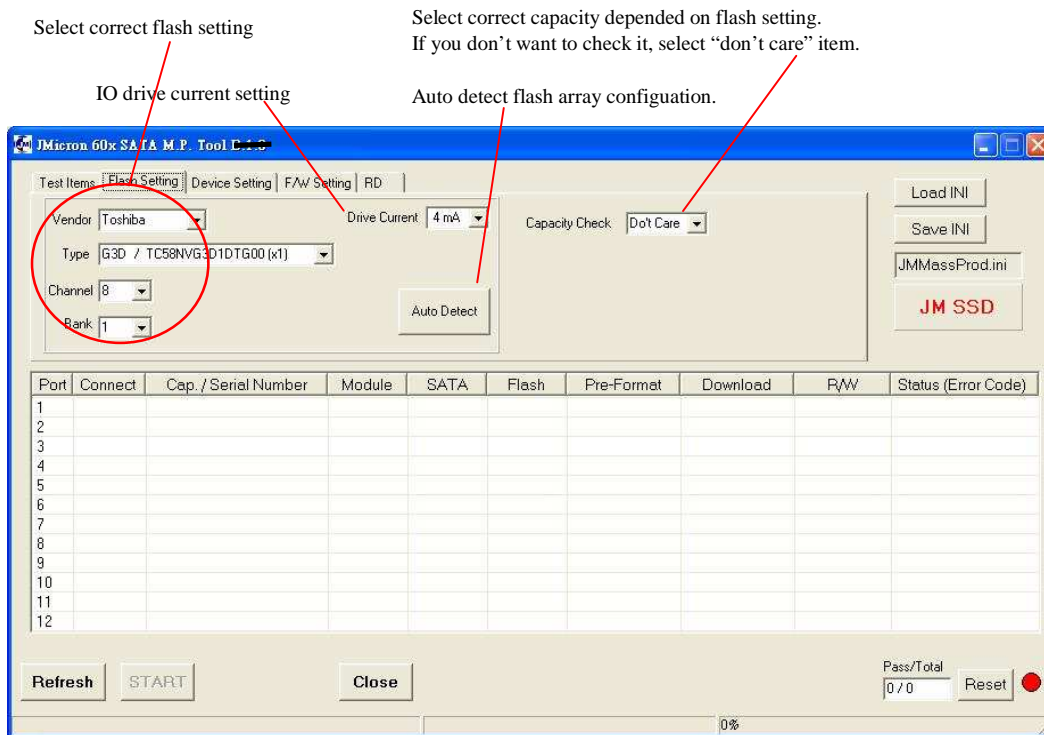 Select correct flash setting
Select correct capacity depended on flash setting.
If you don't want to check it, select “don't care” item.
IO drive current setting
Auto detect flash array configuation.
JMicron 60x SATA M.P. Tool
Test Items Flash Setting Device Setting F/W Setting RD
Load INI
Vendor Toshiba Drive Current 4 mA Capacity Check Do't Care
Save INI
Type G3D / TC58NVG3D1DTG00 (x1)
JMMassProd.ini
Channel 8
Auto Detect
JM SSD
Bank 1
Port Connect Cap. / Serial Number Module SATA Flash Pre-Format Download R/W Status (Error Code)
1
2
3
4
5
6
7
8
9
10
11
12
Pass/Total
Refresh START Close 0 / 0 Reset
0%